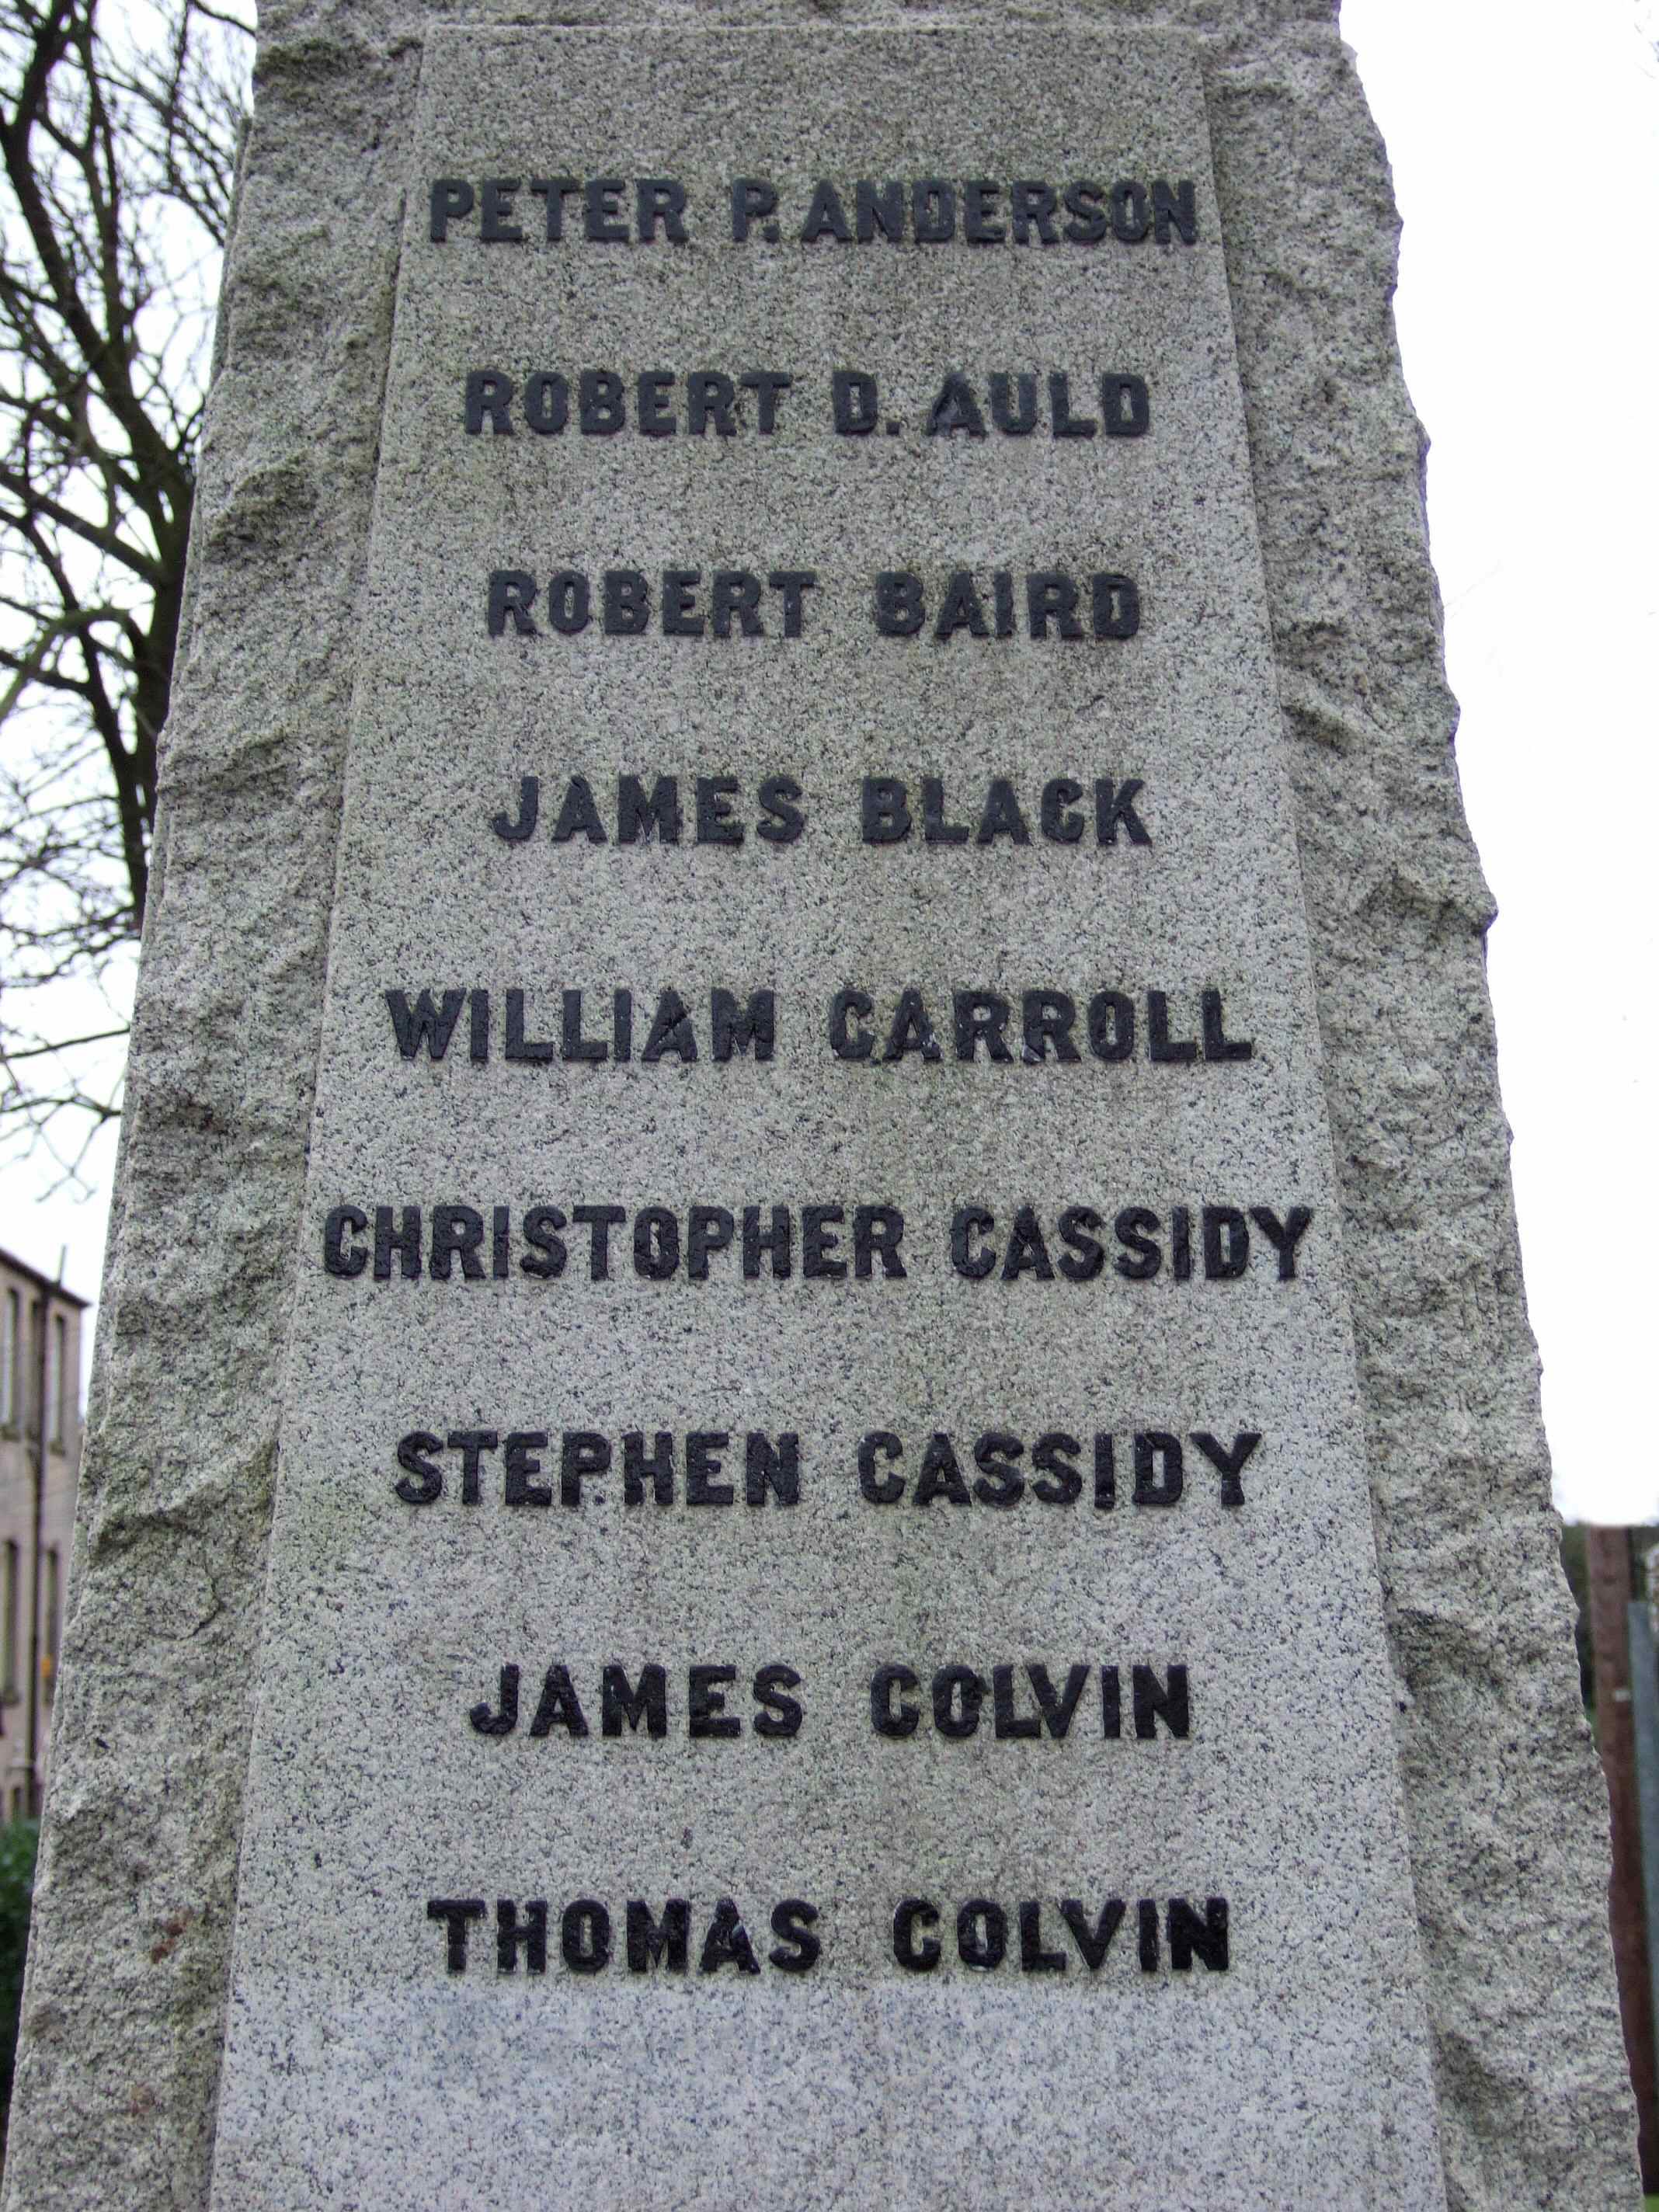 PETER P. ANDERSON
ROBERT D. AULD
ROBERT BAIRD
JAMES BLACK
WILLIAM CARROLL
CHRISTOPHER CASSIDY
STEPHEN CASSIDY
JAMES COLVIN
THOMAS COLVIN